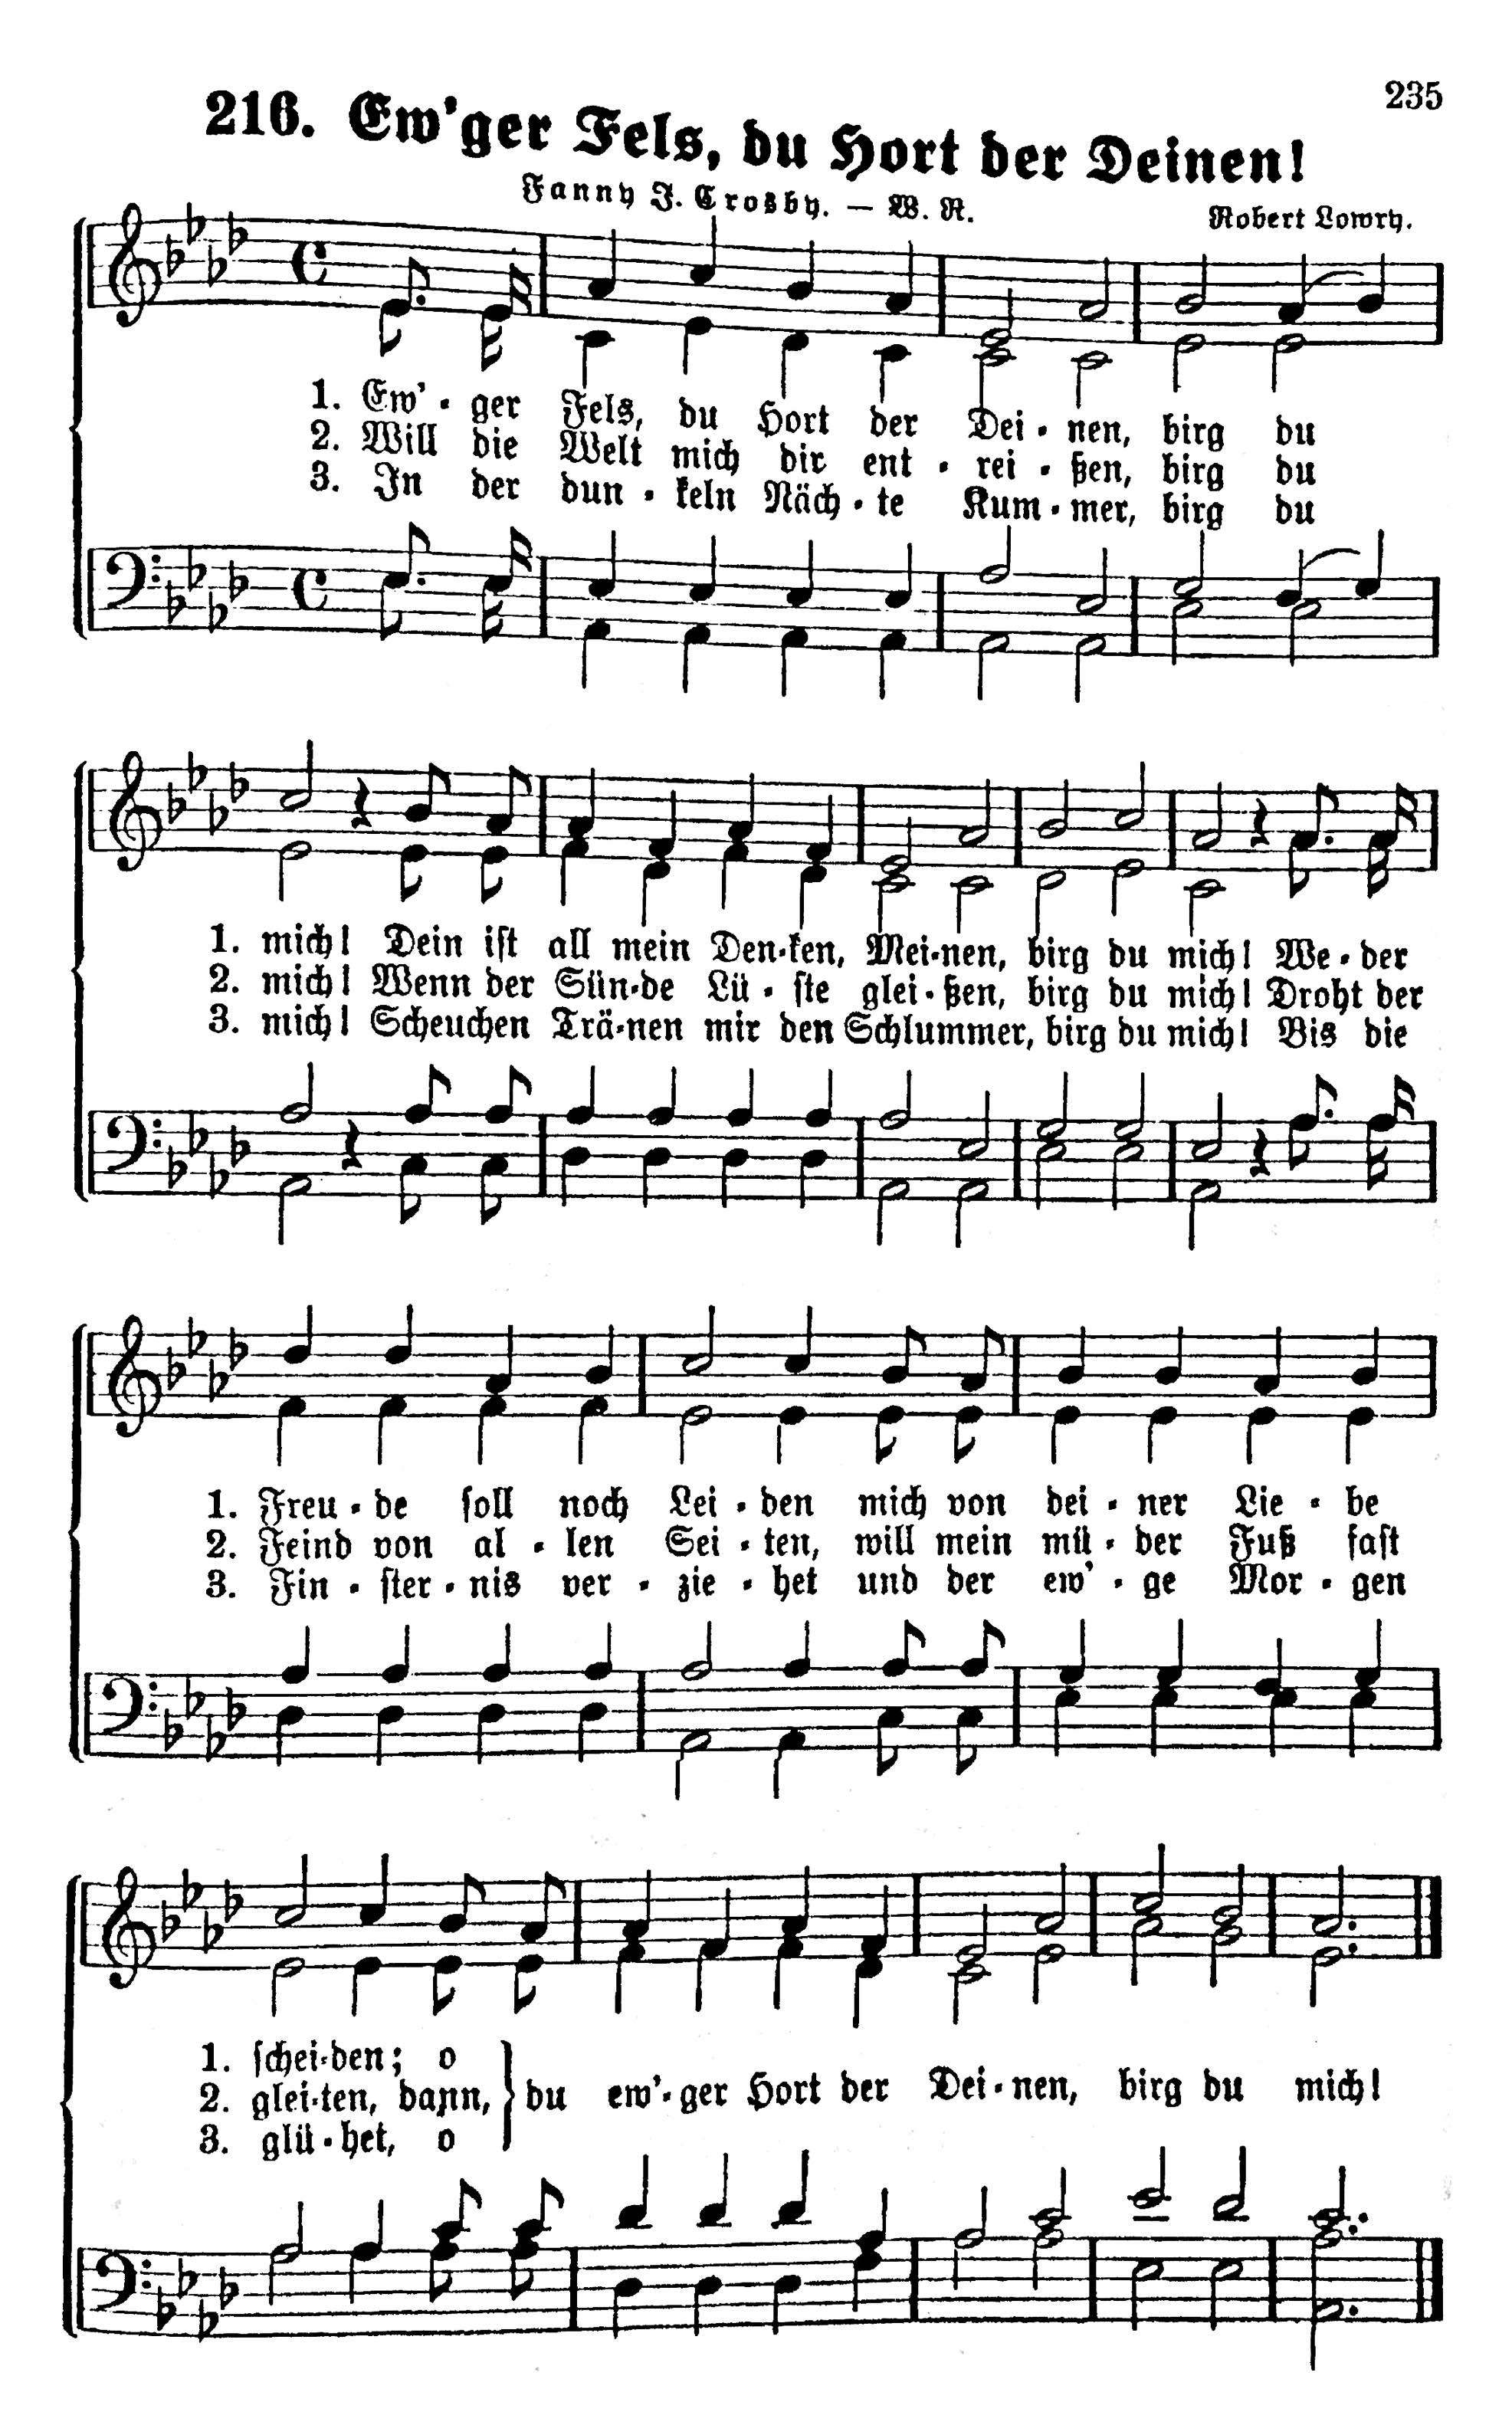 235
216. Ew'ger Fels, du Hort der Deinen!
Fanny J. Crosby. — W. R.
Robert Lowry.
1. Ew'-ger Fels, du Hort der Dei-nen, birg du
2. Will die Welt mich dir ent-rei-ßen, birg du
3. In der dun-keln Näch-te Kum-mer, birg du
1. mich! Dein ist all mein Den-ken, Mei-nen, birg du mich! We-der
2. mich! Wenn der Sün-de Lü-ste glei-ßen, birg du mich! Droht der
3. mich! Scheuchen Trä-nen mir den Schlummer, birg du mich! Bis die
1. Freu-de soll noch Lei-den mich von dei-ner Lie-be
2. Feind von al-len Sei-ten, will mein mü-der Fuß fast
3. Fin-ster-nis ver-zie-het und der ew'-ge Mor-gen
1. schei-den; o
2. glei-ten, dann, du ew'-ger Hort der Dei-nen, birg du mich!
3. glü-het, o